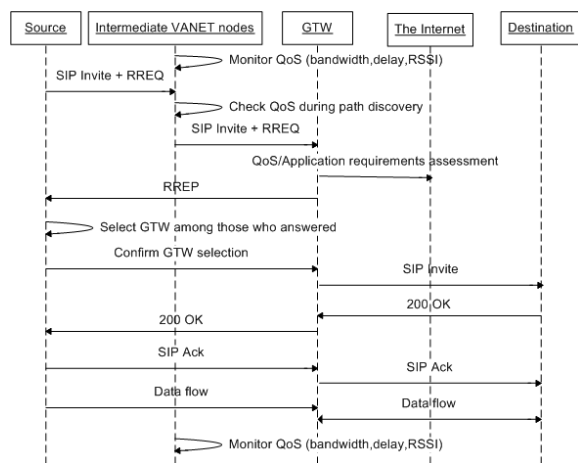 Source
Intermediate VANET nodes
GTW
The Internet
Destination
Monitor QoS (bandwidth,delay,RSSI)
SIP Invite + RREQ
Check QoS during path discovery
SIP Invite + RREQ
QoS/Application requirements assessment
RREP
Select GTW among those who answered
Confirm GTW selection
SIP Invite
200 OK
200 OK
SIP Ack
SIP Ack
Data flow
Data flow
Monitor QoS (bandwidth,delay,RSSI)